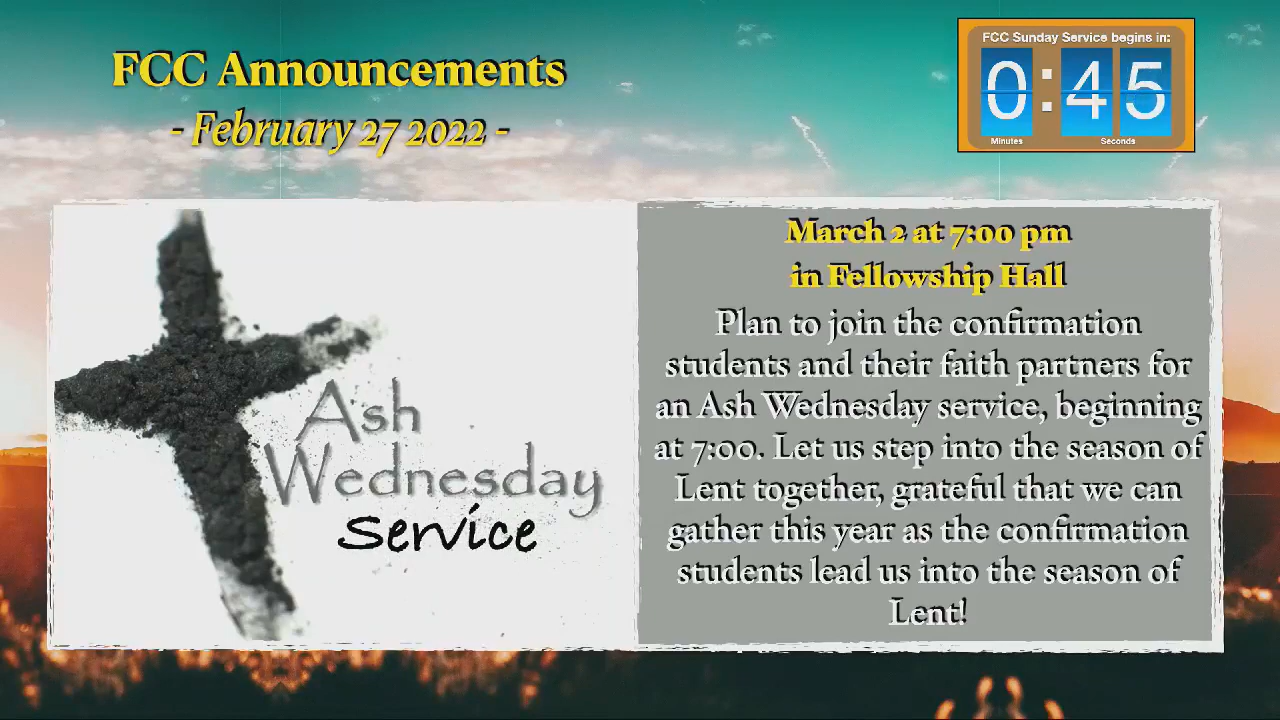 FCC Announcements
- February 27 2022 -
FCC Sunday Service begins in:
0:45
Minutes Seconds
Ash
Wednesday
Service
March 2 at 7:00 pm
in Fellowship Hall
Plan to join the confirmation
students and their faith partners for
an Ash Wednesday service, beginning
at 7:00. Let us step into the season of
Lent together, grateful that we can
gather this year as the confirmation
students lead us into the season of
Lent!